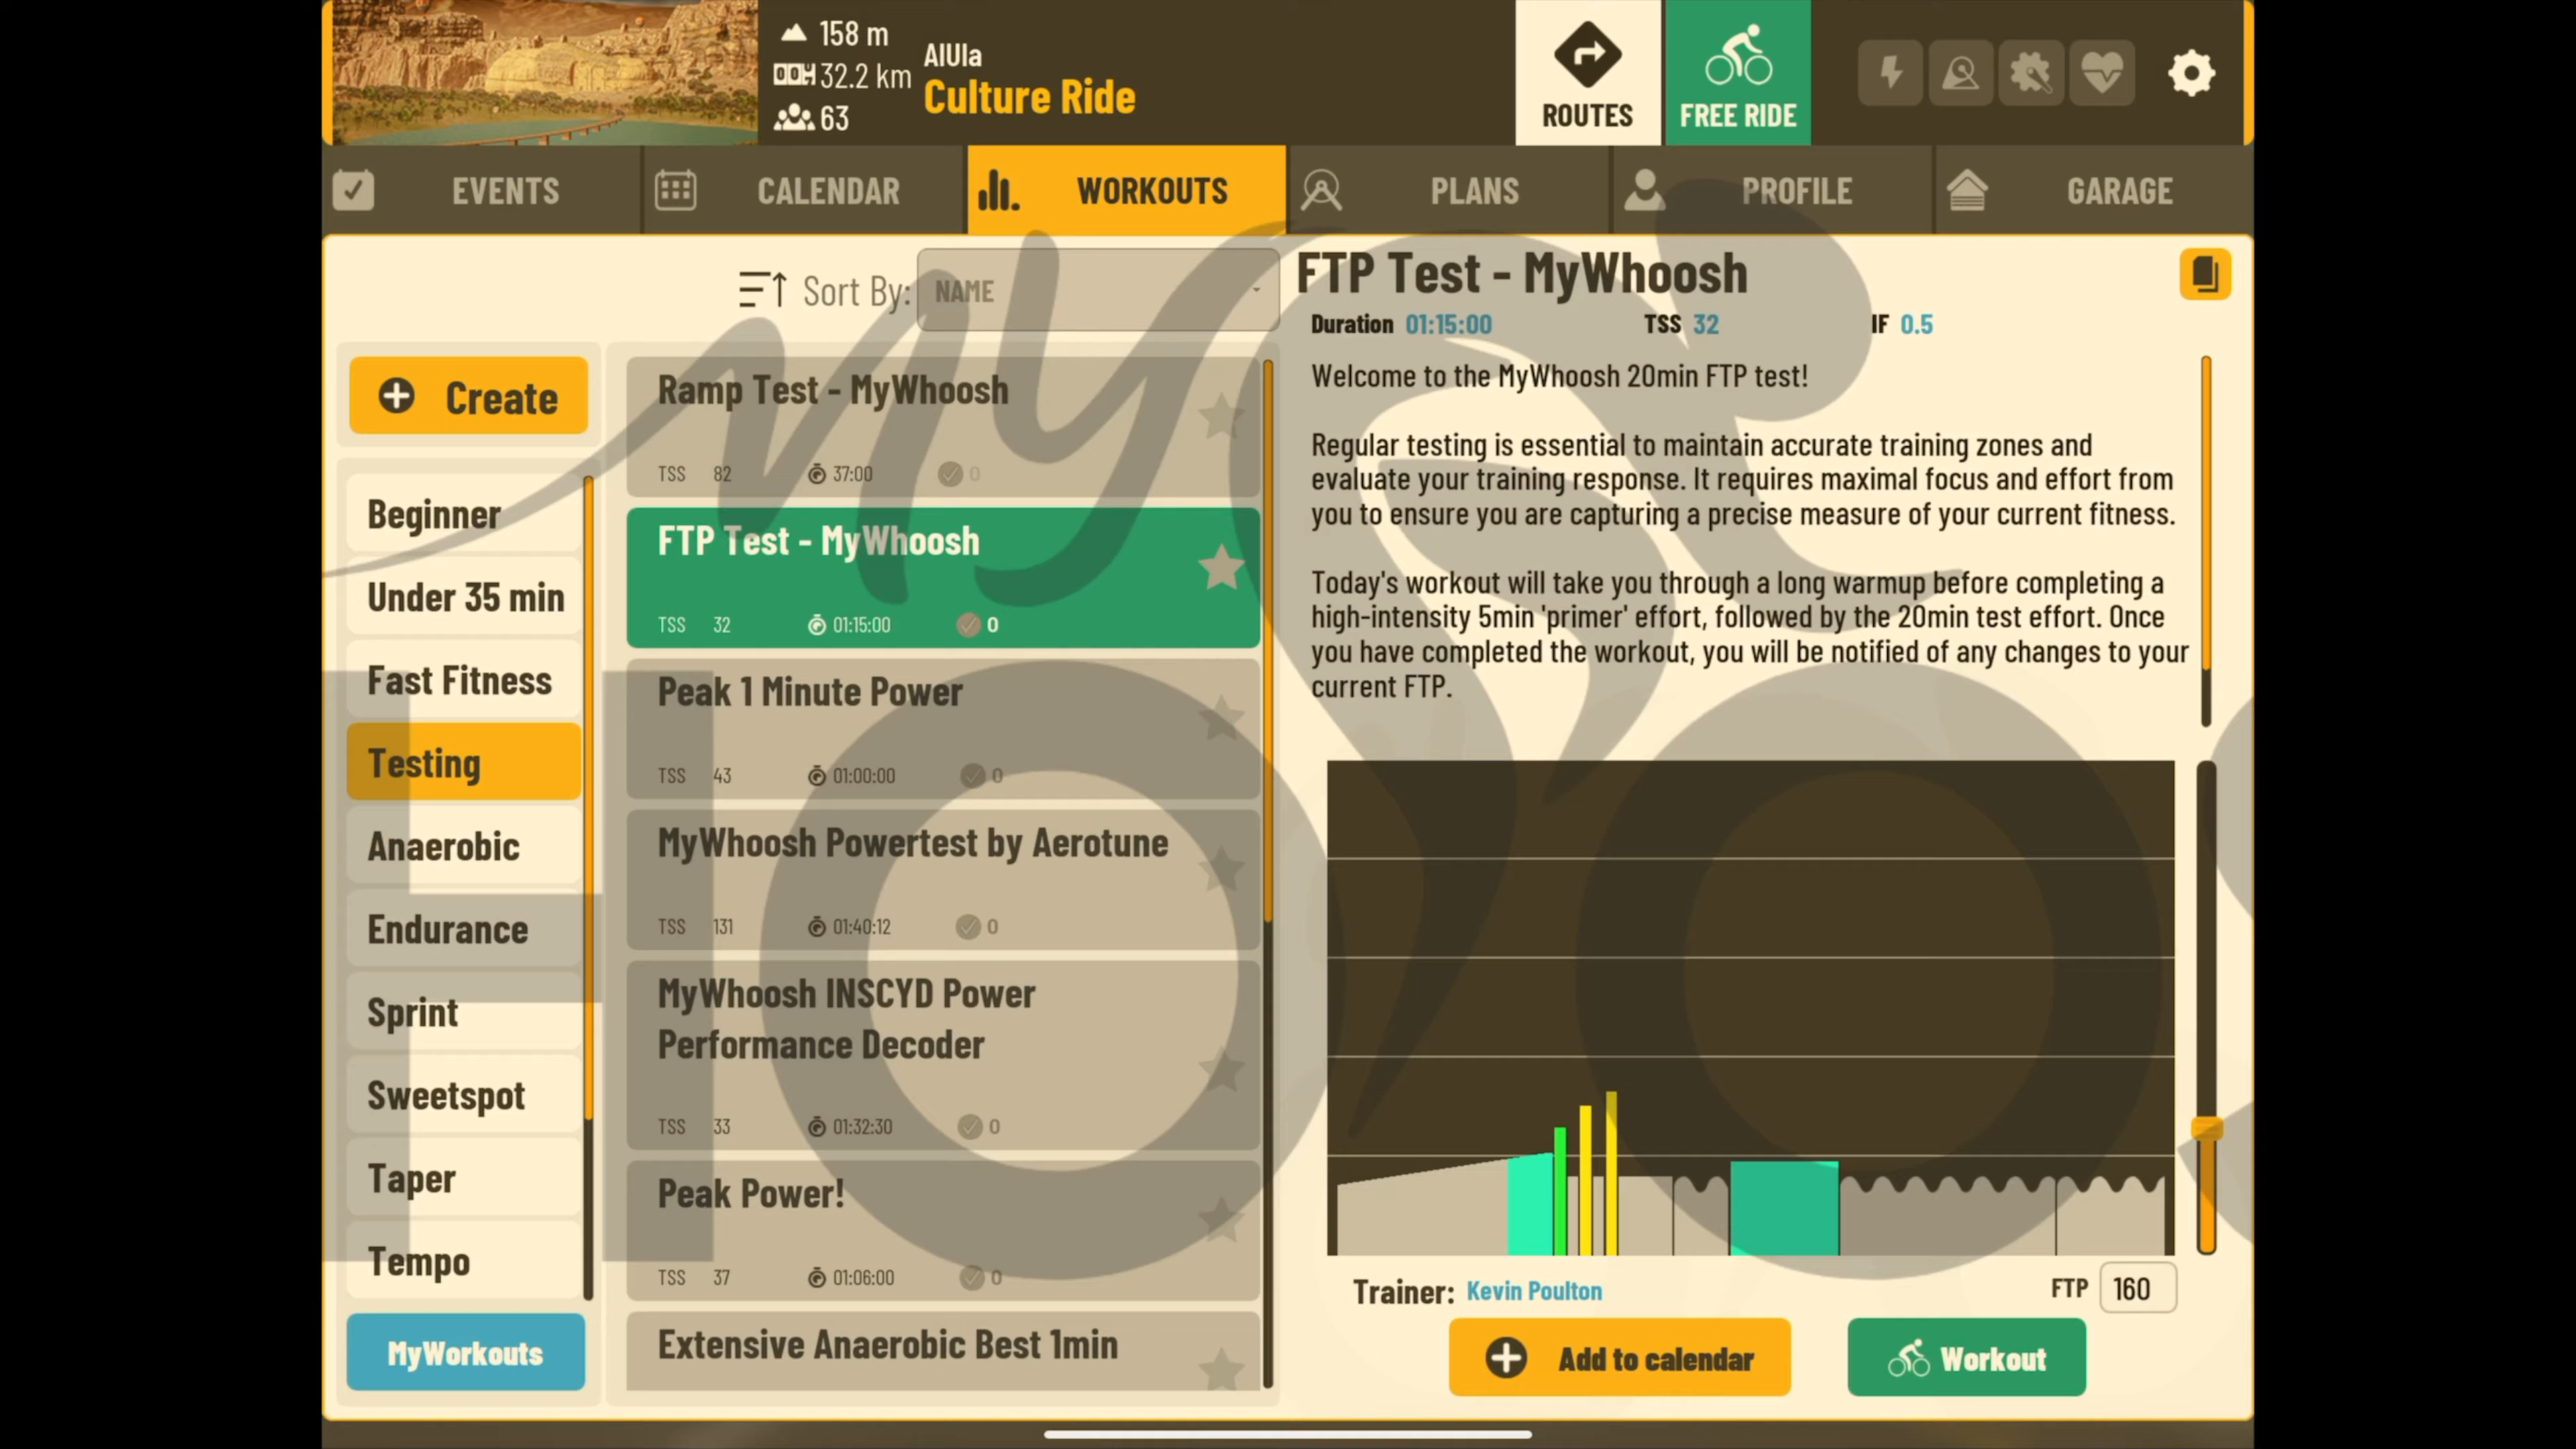 158 m
32.2 km
63
AlUla
Culture Ride
ROUTES
FREE RIDE
EVENTS
CALENDAR
WORKOUTS
PLANS
PROFILE
GARAGE
Sort By:
NAME
Create
Beginner
Under 35 min
Fast Fitness
Testing
Anaerobic
Endurance
Sprint
Sweetspot
Taper
Tempo
MyWorkouts
Ramp Test - MyWhoosh
TSS 82 37:00 0
FTP Test - MyWhoosh
TSS 32 01:15:00 0
Peak 1 Minute Power
TSS 43 01:00:00 0
MyWhoosh Powertest by Aerotune
TSS 131 01:40:12 0
MyWhoosh INSCYD Power
Performance Decoder
TSS 33 01:32:30 0
Peak Power!
TSS 37 01:06:00 0
Extensive Anaerobic Best 1min
FTP Test - MyWhoosh
Duration 01:15:00 TSS 32 IF 0.5
Welcome to the MyWhoosh 20min FTP test!
Regular testing is essential to maintain accurate training zones and
evaluate your training response. It requires maximal focus and effort from
you to ensure you are capturing a precise measure of your current fitness.
Today's workout will take you through a long warmup before completing a
high-intensity 5min 'primer' effort, followed by the 20min test effort. Once
you have completed the workout, you will be notified of any changes to your
current FTP.
Trainer: Kevin Poulton
FTP 160
Add to calendar
Workout